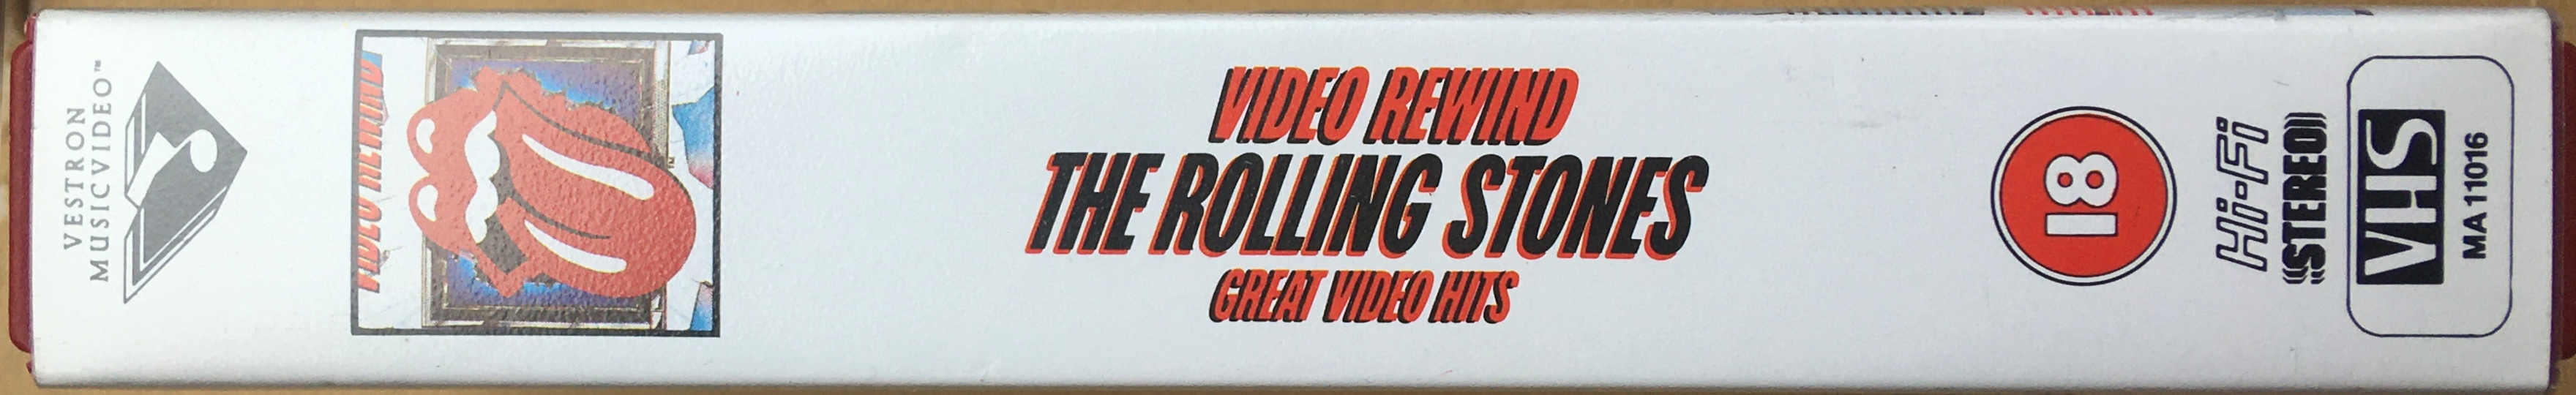 VESTRON
MUSICVIDEO™
VIDEO REWIND
VIDEO REWIND
THE ROLLING STONES
GREAT VIDEO HITS
18
Hi-Fi
STEREO
VHS
MA 11016